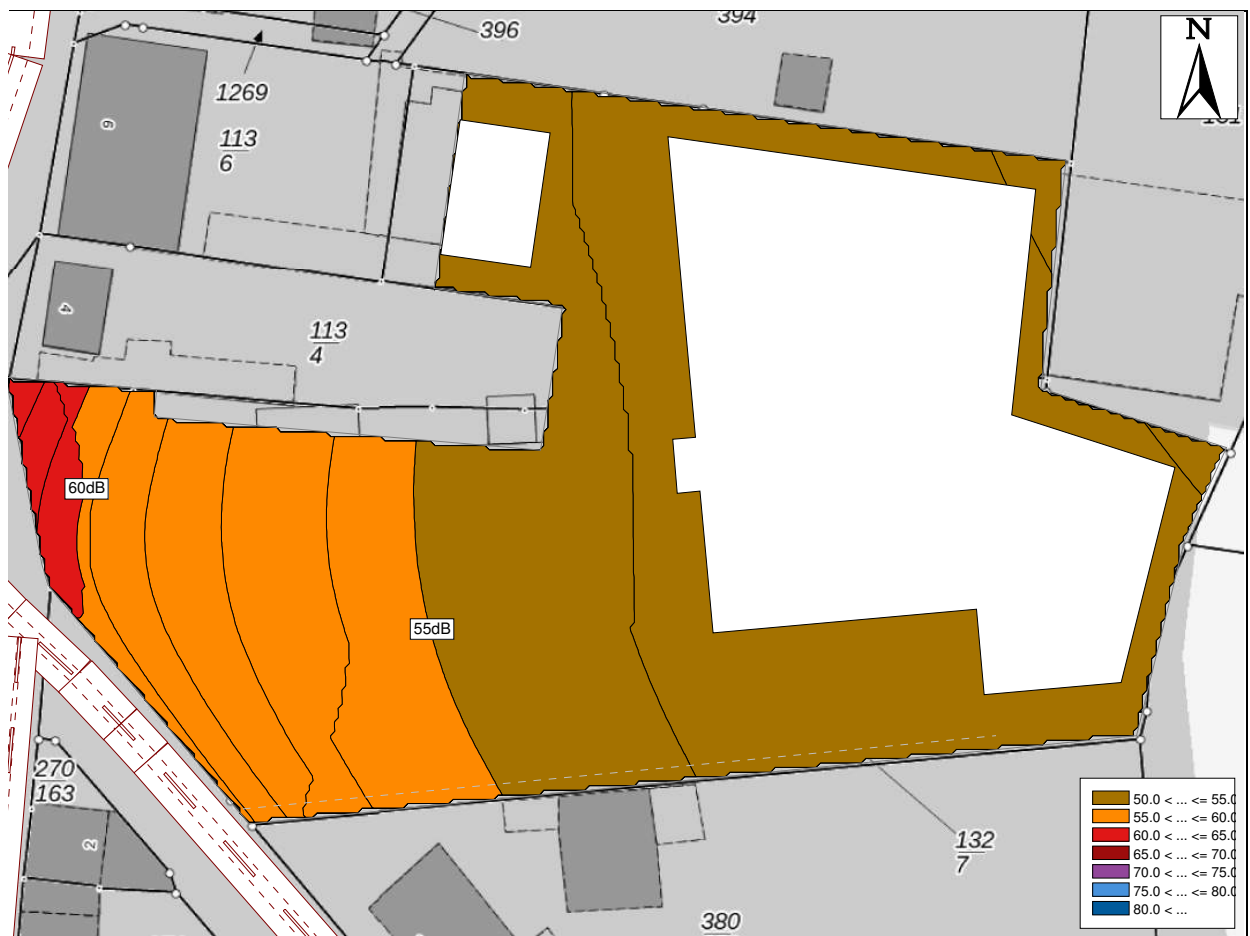 396
394
N
1269
6
113
6
4
113
4
60dB
55dB
270
163
2
132
7
380
50.0 < ... <= 55.0
55.0 < ... <= 60.0
60.0 < ... <= 65.0
65.0 < ... <= 70.0
70.0 < ... <= 75.0
75.0 < ... <= 80.0
80.0 < ...